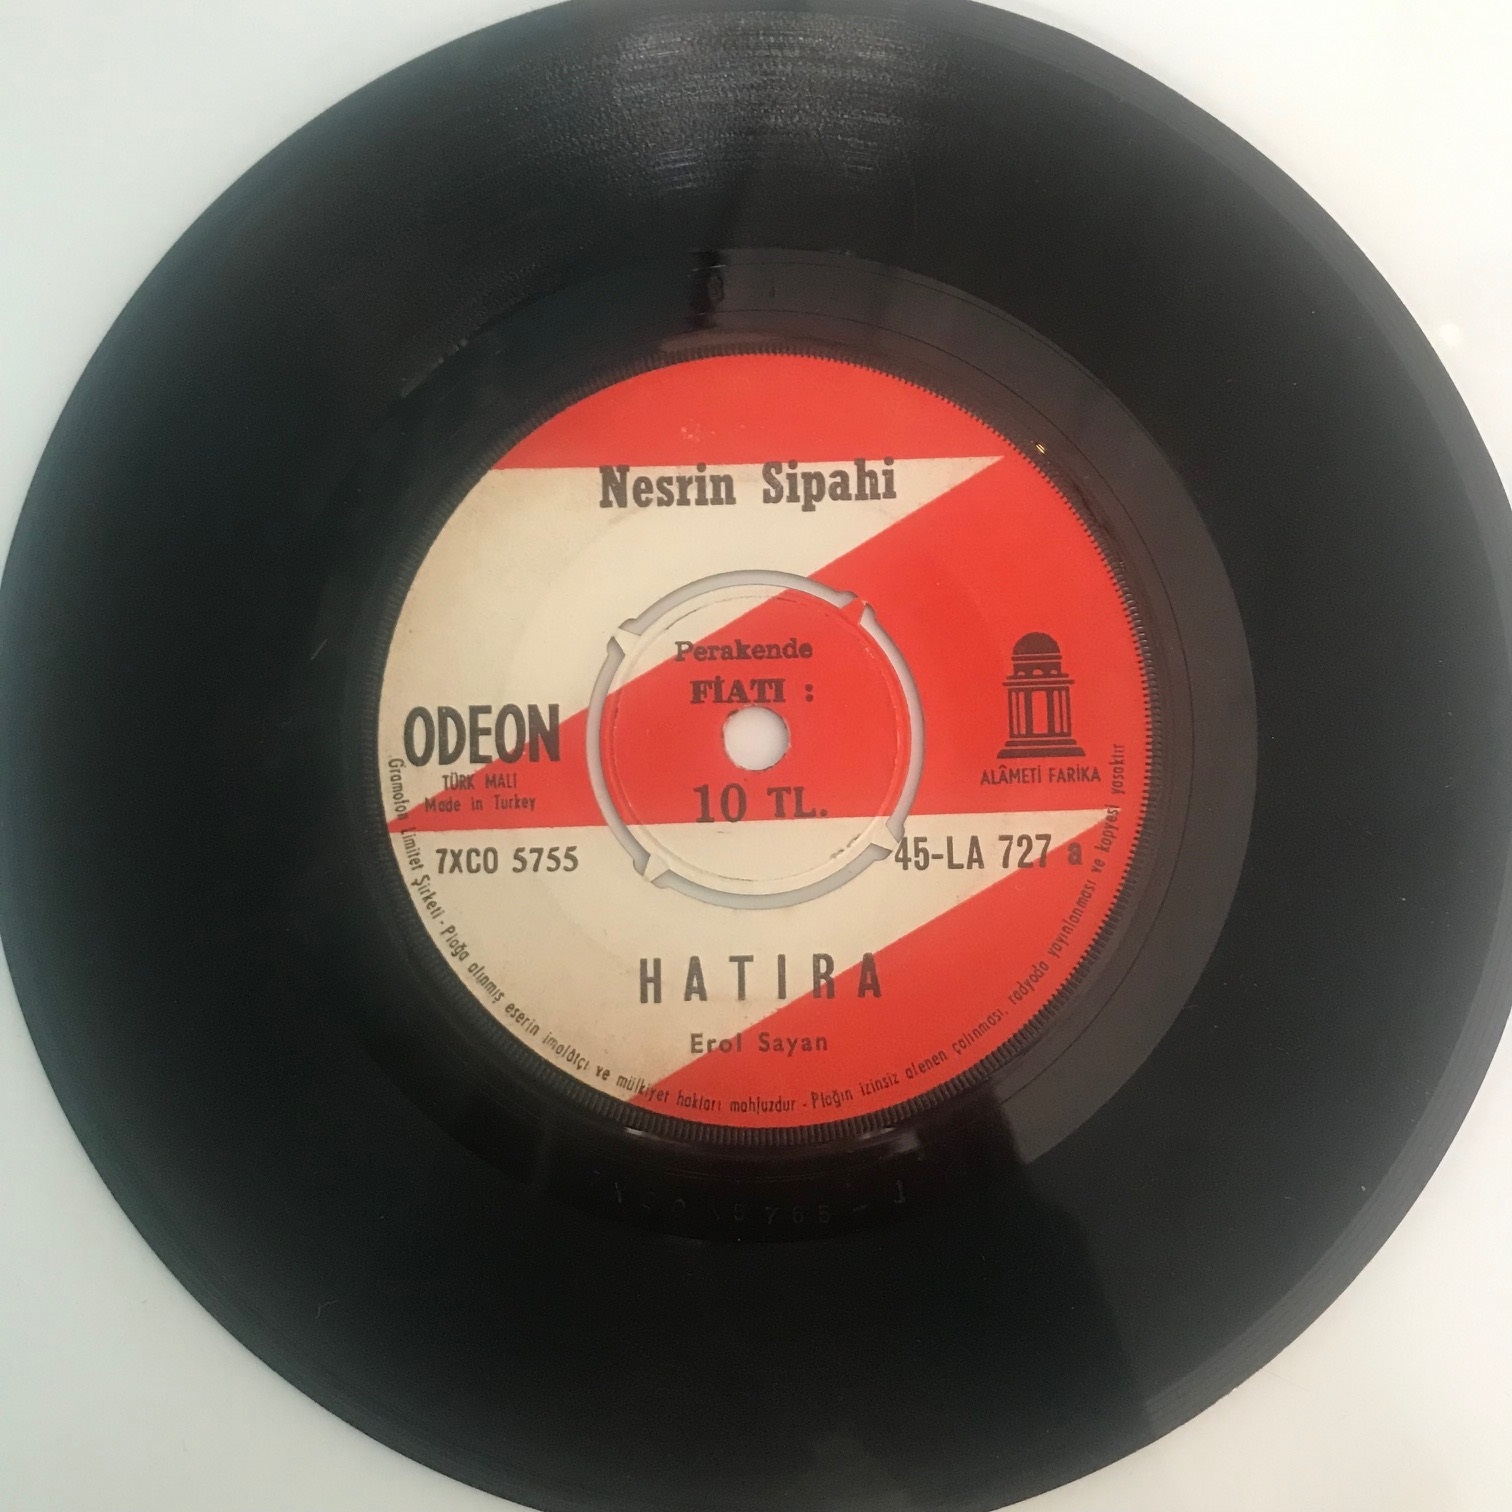 Nesrin Sipahi
Perakende
FİATI :
10 TL.
ODEON
TÜRK MALI
Made in Turkey
ALÂMETİ FARİKA
7XCO 5755
45-LA 727 a
HATIRA
Erol Sayan
Gramofon Limitet Şirketi - Plağa alınmış eserin imalâtçı ve mülkiyet hakları mahfuzdur - Plağın izinsiz alenen çalınması, radyoda yayınlanması ve kopyesi yasaktır